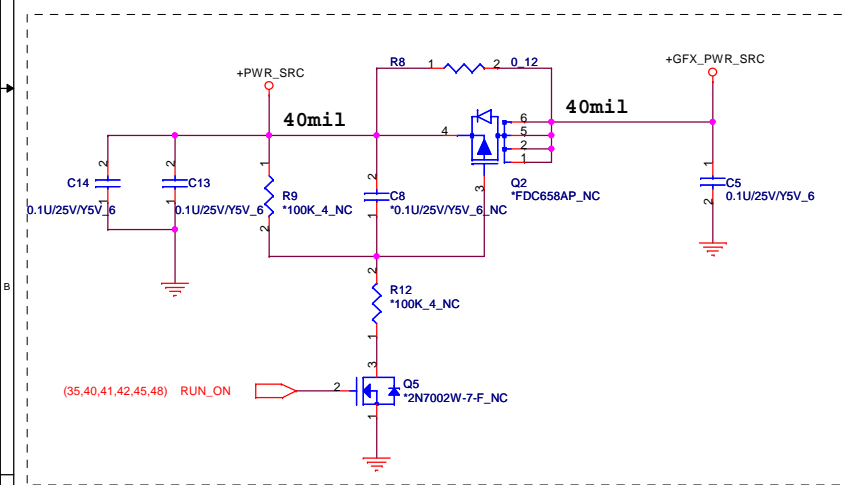 R8 1 2 0_12
+PWR_SRC
+GFX_PWR_SRC
40mil
40mil
4
6
5
2
1
3
Q2
*FDC658AP_NC
2
C14
1
0.1U/25V/Y5V_6
2
C13
1
0.1U/25V/Y5V_6
1
R9
*100K_4_NC
2
2
C8
*0.1U/25V/Y5V_6_NC
1
1
C5
0.1U/25V/Y5V_6
2
B
2
R12
*100K_4_NC
1
3
(35,40,41,42,45,48) RUN_ON
2
Q5
*2N7002W-7-F_NC
1